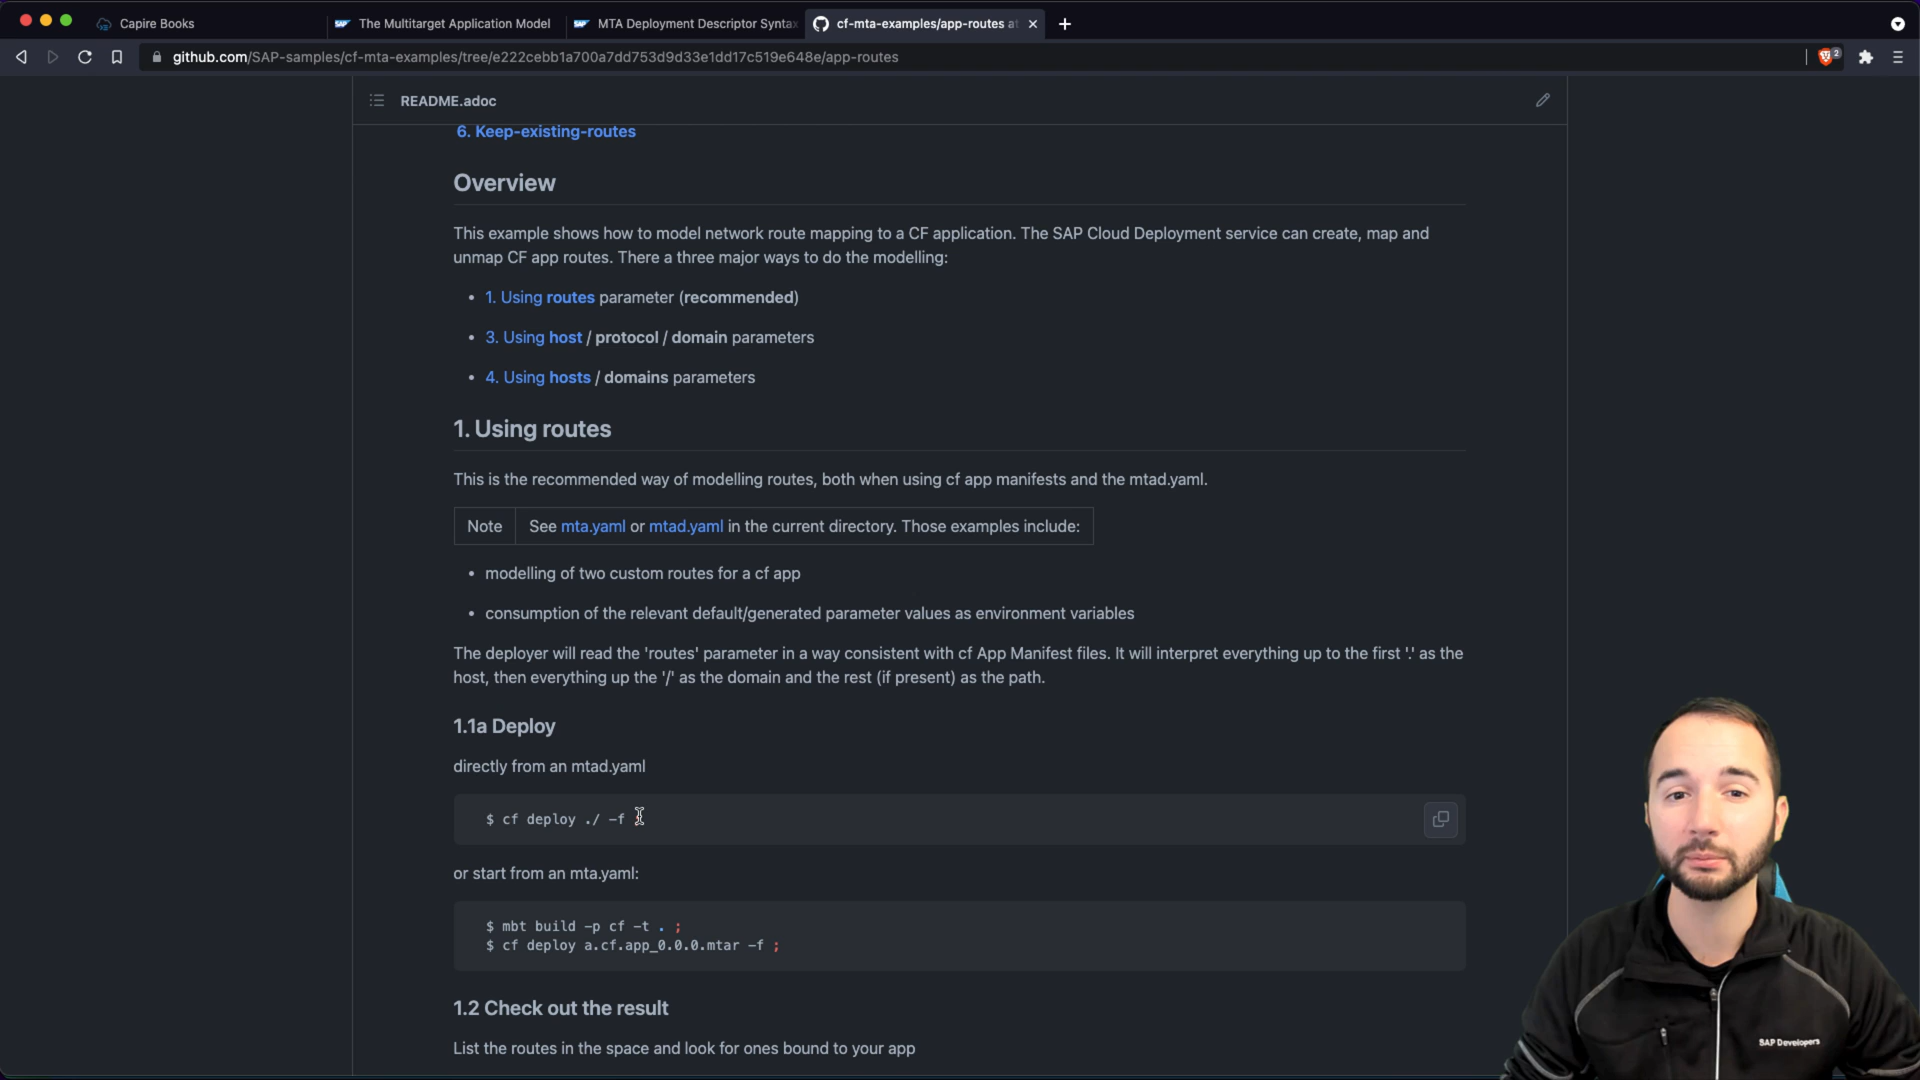 Capire Books
The Multitarget Application Model
MTA Deployment Descriptor Syntax
cf-mta-examples/app-routes at
github.com/SAP-samples/cf-mta-examples/tree/e222cebb1a700a7dd753d9d33e1dd17c519e648e/app-routes
2
README.adoc
6. Keep-existing-routes
Overview
This example shows how to model network route mapping to a CF application. The SAP Cloud Deployment service can create, map and
unmap CF app routes. There a three major ways to do the modelling:
• 1. Using routes parameter (recommended)
• 3. Using host / protocol / domain parameters
• 4. Using hosts / domains parameters
1. Using routes
This is the recommended way of modelling routes, both when using cf app manifests and the mtad.yaml.
Note See mta.yaml or mtad.yaml in the current directory. Those examples include:
• modelling of two custom routes for a cf app
• consumption of the relevant default/generated parameter values as environment variables
The deployer will read the 'routes' parameter in a way consistent with cf App Manifest files. It will interpret everything up to the first '.' as the
host, then everything up the '/' as the domain and the rest (if present) as the path.
1.1a Deploy
directly from an mtad.yaml
$ cf deploy ./ -f
or start from an mta.yaml:
$ mbt build -p cf -t . ;
$ cf deploy a.cf.app_0.0.0.mtar -f ;
1.2 Check out the result
List the routes in the space and look for ones bound to your app
SAP Developers